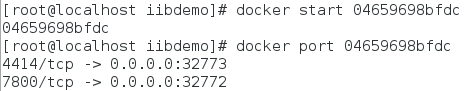 [root@localhost iibdemo]# docker start 04659698bfdc
04659698bfdc
[root@localhost iibdemo]# docker port 04659698bfdc
4414/tcp -> 0.0.0.0:32773
7800/tcp -> 0.0.0.0:32772